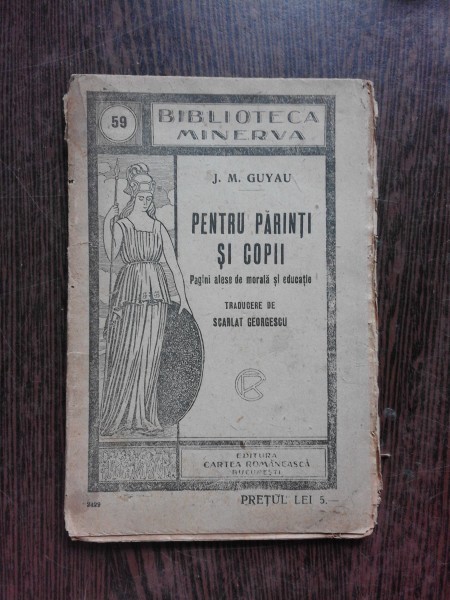 59
BIBLIOTECA
MINERVA
J. M. GUYAU
PENTRU PĂRINȚI
ȘI COPII
Pagini alese de morală și educație
TRADUCERE DE
SCARLAT GEORGESCU
EDITURA
CARTEA ROMÂNEASCĂ
BUCUREȘTI
PREȚUL LEI 5.—